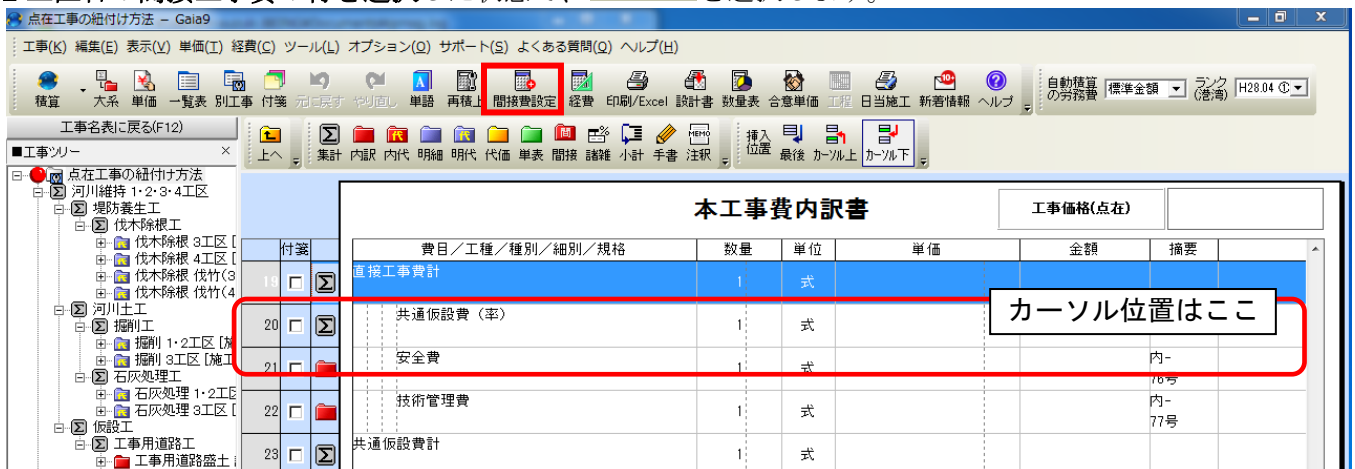 点在工事の紐付け方法 － Gaia9
工事(K) 編集(E) 表示(V) 単価(T) 経費(C) ツール(L) オプション(O) サポート(S) よくある質問(Q) ヘルプ(H)
積算 大系 単価 一覧表 別工事 付箋 元に戻す やり直し 単語 再積上 間接費設定 経費 印刷/Excel 設計書 数量表 合意単価 工程 日当施工 新着情報 ヘルプ
自動積算の労務費 標準金額 ランク(港湾) H28.04 ①
工事名表に戻る(F12)
■工事ツリー ×
上へ 集計 内訳 内代 明細 明代 代価 単表 間接 諸雑 小計 手書 注釈 挿入位置 最後 カーソル上 カーソル下
点在工事の紐付け方法
河川維持 1・2・3・4工区
堤防養生工
伐木除根工
伐木除根 3工区 [
伐木除根 4工区 [
伐木除根 伐竹(3
伐木除根 伐竹(4
河川土工
掘削工
掘削 1・2工区 [施
掘削 3工区 [施工
石灰処理工
石灰処理 1・2工区
石灰処理 3工区 [
仮設工
工事用道路工
工事用道路盛土
本工事費内訳書 工事価格(点在)
付箋 費目／工種／種別／細別／規格 数量 単位 単価 金額 摘要
19 Σ 直接工事費計 1 式
カーソル位置はここ
20 Σ 共通仮設費（率） 1 式
21 安全費 1 式 内-76号
22 技術管理費 1 式 内-77号
23 Σ 共通仮設費計 1 式